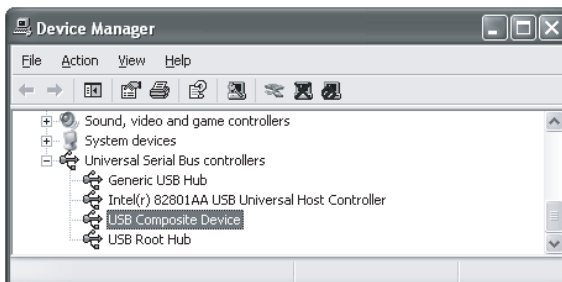 Device Manager
File Action View Help
Sound, video and game controllers
System devices
Universal Serial Bus controllers
Generic USB Hub
Intel(r) 82801AA USB Universal Host Controller
USB Composite Device
USB Root Hub